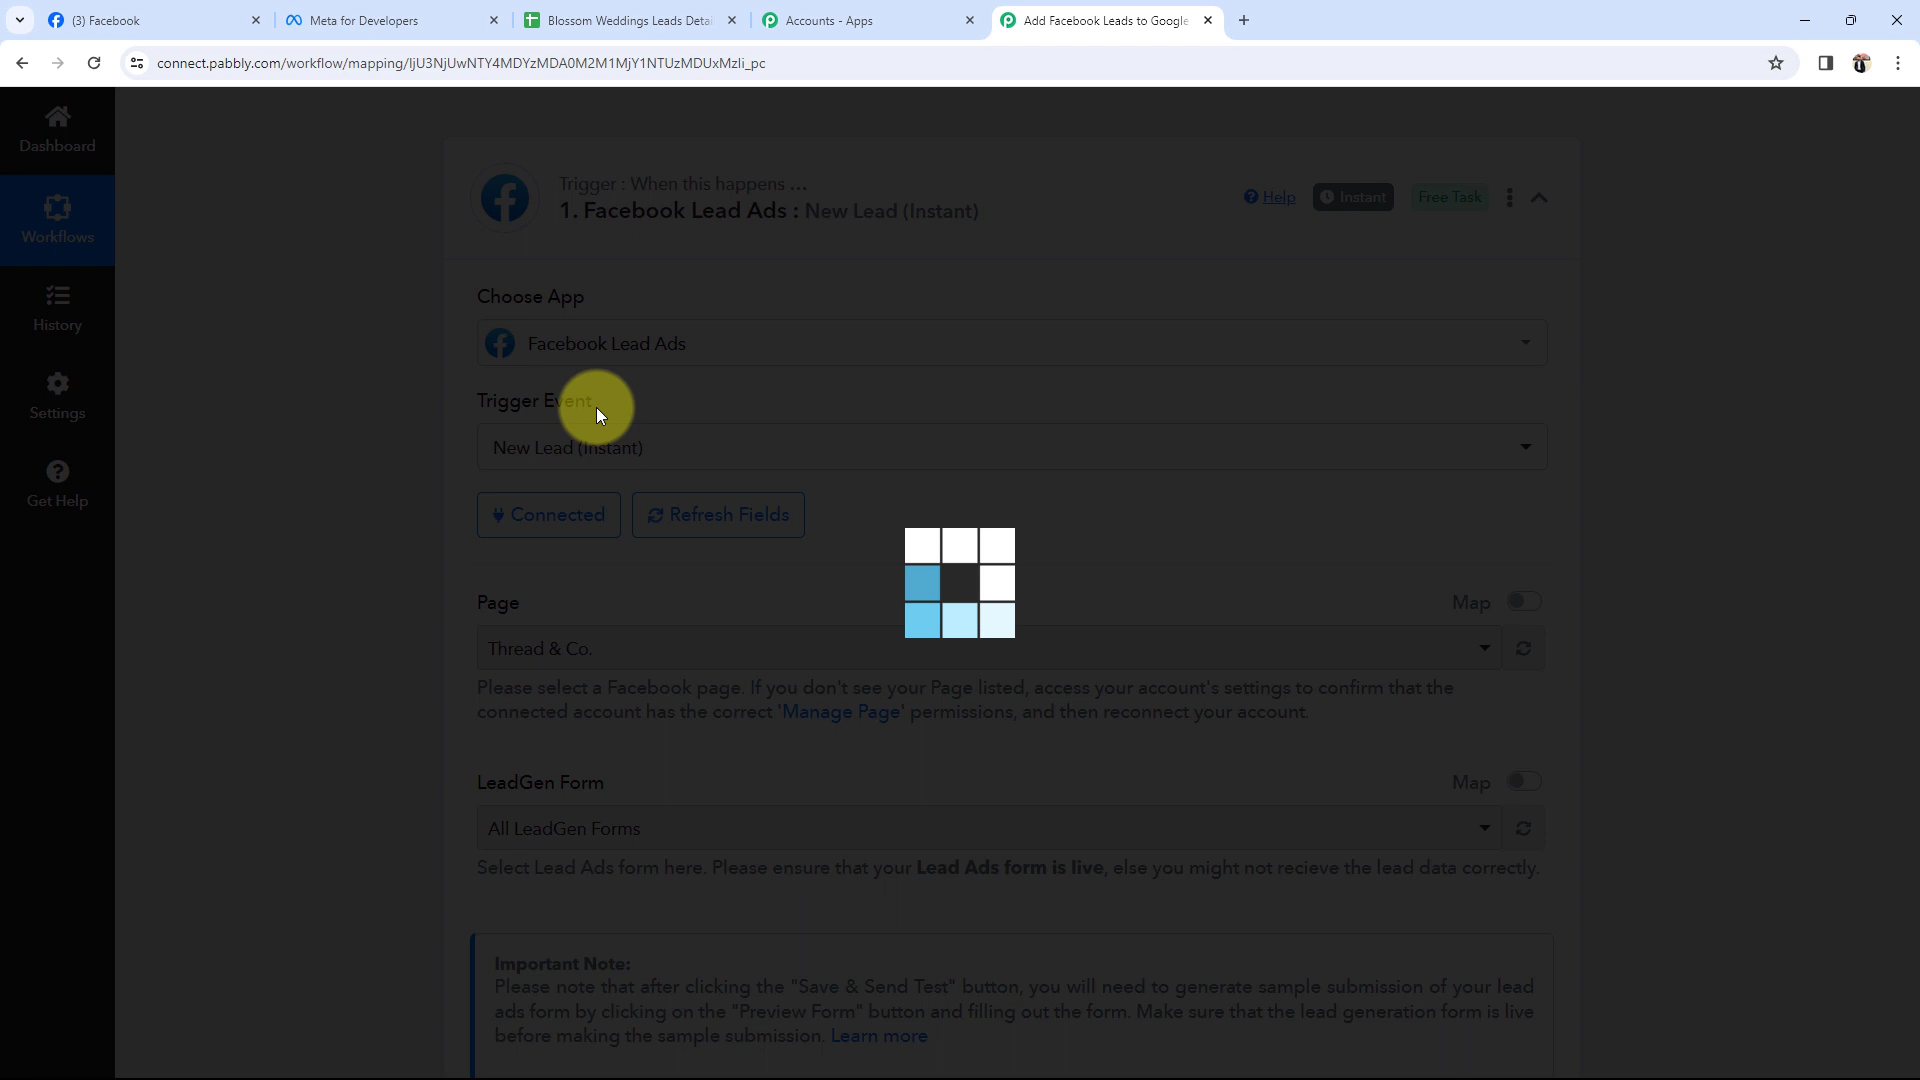 (3) Facebook
Meta for Developers
Blossom Weddings Leads Detai
Accounts - Apps
Add Facebook Leads to Google
connect.pabbly.com/workflow/mapping/IjU3NjUwNTY4MDYzMDA0M2M1MjY1NTUzMDUxMzIi_pc
Dashboard
Workflows
History
Settings
Get Help
Trigger : When this happens ...
1. Facebook Lead Ads : New Lead (Instant)
Help
Instant
Free Task
Choose App
Facebook Lead Ads
Trigger Event
New Lead (Instant)
Connected
Refresh Fields
Page
Map
Thread & Co.
Please select a Facebook page. If you don't see your Page listed, access your account's settings to confirm that the
connected account has the correct 'Manage Page' permissions, and then reconnect your account.
LeadGen Form
Map
All LeadGen Forms
Select Lead Ads form here. Please ensure that your Lead Ads form is live, else you might not recieve the lead data correctly.
Important Note:
Please note that after clicking the "Save & Send Test" button, you will need to generate sample submission of your lead
ads form by clicking on the "Preview Form" button and filling out the form. Make sure that the lead generation form is live
before making the sample submission. Learn more